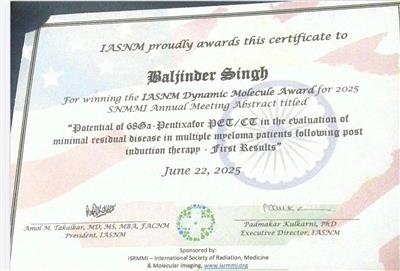 IASNM proudly awards this certificate to
Baljinder Singh
For winning the IASNM Dynamic Molecule Award for 2025
SNMMI Annual Meeting Abstract titled
"Potential of 68Ga-Pentixafor PET/CT in the evaluation of
minimal residual disease in multiple myeloma patients following post
induction therapy - First Results"
June 22, 2025
Amol M. Takalkar, MD, MS, MBA, FACNM
President, IASNM
Padmakar Kulkarni, PhD
Executive Director, IASNM
Sponsored by:
ISRMMI – International Society of Radiation, Medicine
& Molecular Imaging, www.isrmmi.org